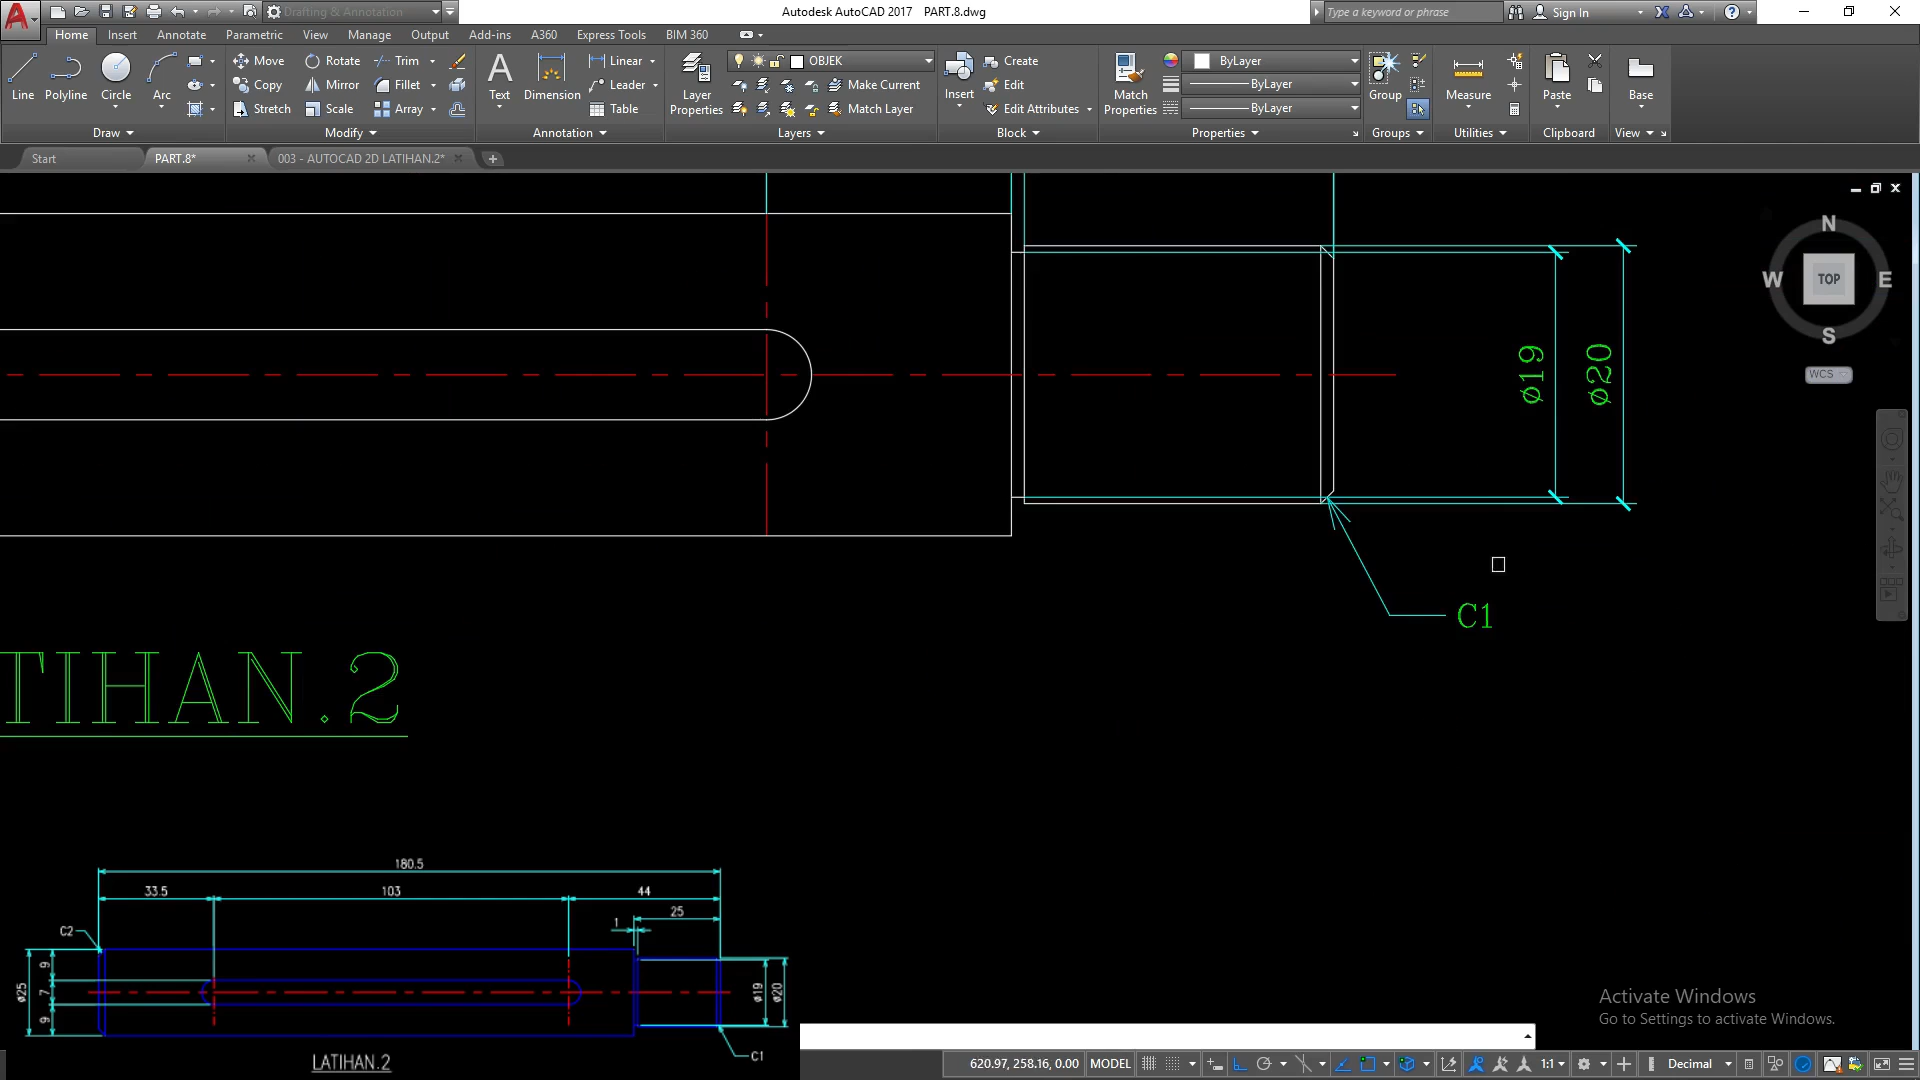 Drafting & Annotation
Autodesk AutoCAD 2017 PART.8.dwg
Type a keyword or phrase
Sign In
Home Insert Annotate Parametric View Manage Output Add-ins A360 Express Tools BIM 360
Line Polyline Circle Arc
Move Rotate Trim
Copy Mirror Fillet
Stretch Scale Array
Text Dimension
Linear
Leader
Table
Layer Properties
OBJEK
Make Current
Match Layer
Insert
Create
Edit
Edit Attributes
Match Properties
ByLayer
ByLayer
ByLayer
Group
Measure
Paste
Base
Draw Modify Annotation Layers Block Properties Groups Utilities Clipboard View
Start PART.8* 003 - AUTOCAD 2D LATIHAN.2*
N
W TOP E
S
WCS
ø19 ø20
C1
TIHAN.2
180.5
33.5 103 44
25
1
C2
9
ø25 7
9
ø19 ø20
C1
LATIHAN.2
Activate Windows
Go to Settings to activate Windows.
620.97, 258.16, 0.00 MODEL 1:1 Decimal